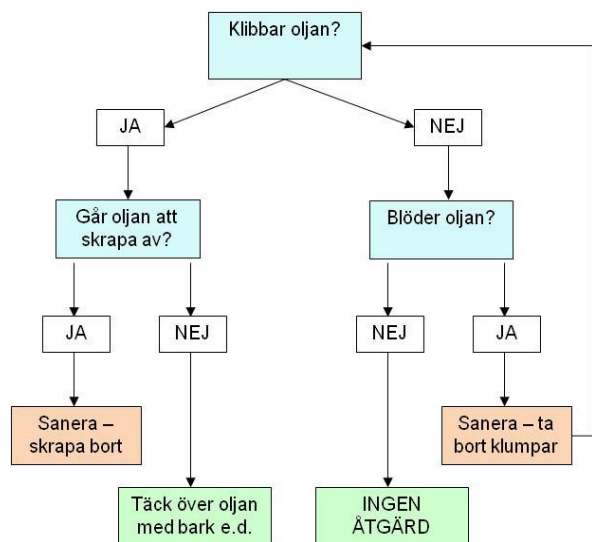 Klibbar oljan?
JA
NEJ
Går oljan att
skrapa av?
Blöder oljan?
JA
NEJ
NEJ
JA
Sanera –
skrapa bort
Sanera – ta
bort klumpar
Täck över oljan
med bark e.d.
INGEN
ÅTGÄRD